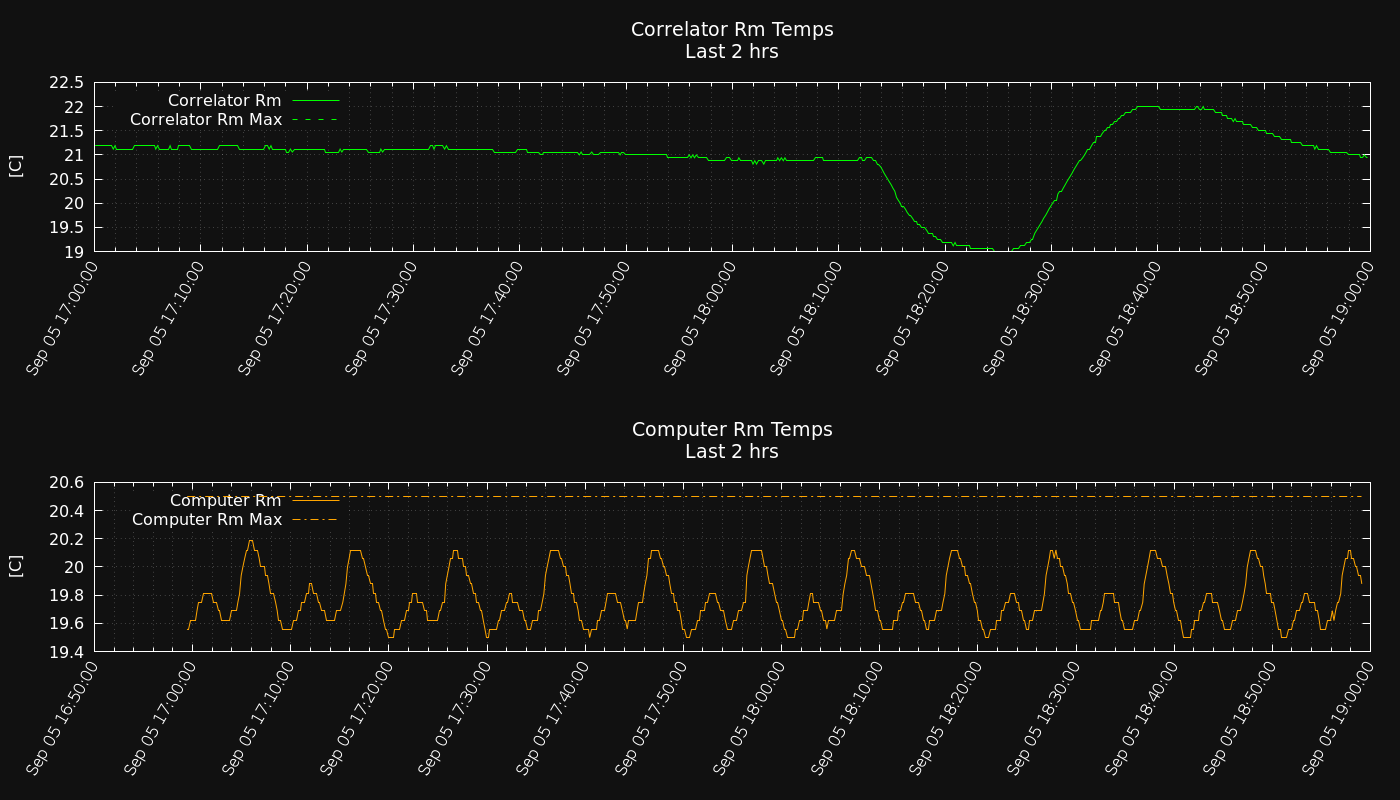 Correlator Rm Temps
Last 2 hrs
22.5
22
21.5
21
20.5
20
19.5
19
[C]
Correlator Rm
Correlator Rm Max
Sep 05 17:00:00
Sep 05 17:10:00
Sep 05 17:20:00
Sep 05 17:30:00
Sep 05 17:40:00
Sep 05 17:50:00
Sep 05 18:00:00
Sep 05 18:10:00
Sep 05 18:20:00
Sep 05 18:30:00
Sep 05 18:40:00
Sep 05 18:50:00
Sep 05 19:00:00
Computer Rm Temps
Last 2 hrs
20.6
20.4
20.2
20
19.8
19.6
19.4
[C]
Computer Rm
Computer Rm Max
Sep 05 16:50:00
Sep 05 17:00:00
Sep 05 17:10:00
Sep 05 17:20:00
Sep 05 17:30:00
Sep 05 17:40:00
Sep 05 17:50:00
Sep 05 18:00:00
Sep 05 18:10:00
Sep 05 18:20:00
Sep 05 18:30:00
Sep 05 18:40:00
Sep 05 18:50:00
Sep 05 19:00:00